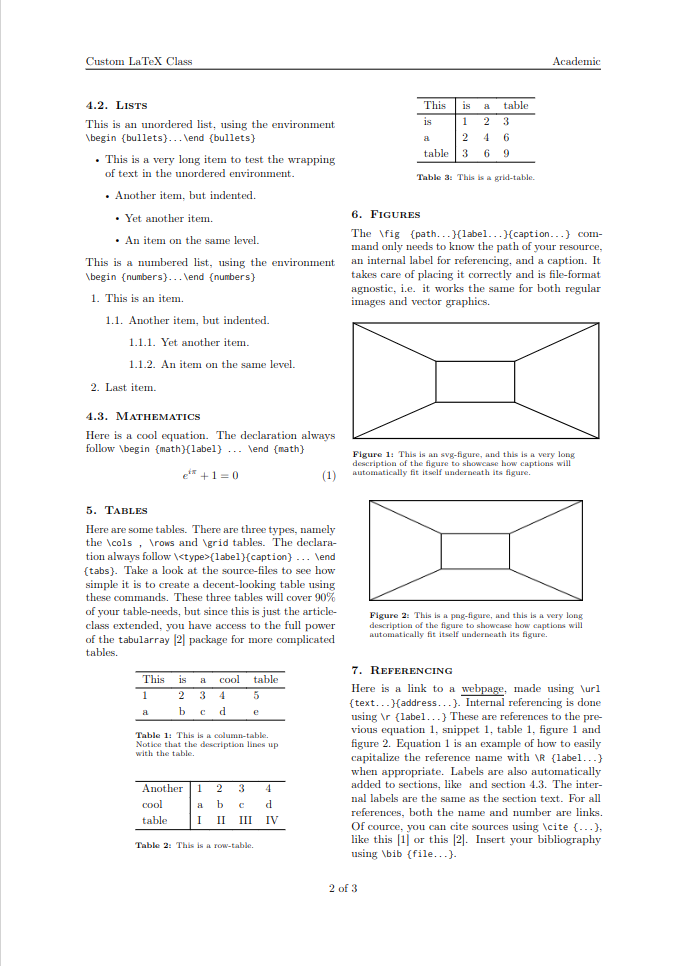 Custom LaTeX Class Academic
4.2. Lists
This is an unordered list, using the environment
\begin {bullets}...\end {bullets}
• This is a very long item to test the wrapping
of text in the unordered environment.
• Another item, but indented.
• Yet another item.
• An item on the same level.
This is a numbered list, using the environment
\begin {numbers}...\end {numbers}
1. This is an item.
1.1. Another item, but indented.
1.1.1. Yet another item.
1.1.2. An item on the same level.
2. Last item.
4.3. Mathematics
Here is a cool equation. The declaration always
follow \begin {math}{label} ... \end {math}
e^{iπ} + 1 = 0 (1)
5. Tables
Here are some tables. There are three types, namely
the \cols , \rows and \grid tables. The declara-
tion always follow \<type>{label}{caption} ... \end
{tabs}. Take a look at the source-files to see how
simple it is to create a decent-looking table using
these commands. These three tables will cover 90%
of your table-needs, but since this is just the article-
class extended, you have access to the full power
of the tabularray [2] package for more complicated
tables.
This is a cool table
1 2 3 4 5
a b c d e
Table 1: This is a column-table.
Notice that the description lines up
with the table.
Another 1 2 3 4
cool a b c d
table I II III IV
Table 2: This is a row-table.
This is a table
is 1 2 3
a 2 4 6
table 3 6 9
Table 3: This is a grid-table.
6. Figures
The \fig {path...}{label...}{caption...} com-
mand only needs to know the path of your resource,
an internal label for referencing, and a caption. It
takes care of placing it correctly and is file-format
agnostic, i.e. it works the same for both regular
images and vector graphics.
Figure 1: This is an svg-figure, and this is a very long
description of the figure to showcase how captions will
automatically fit itself underneath its figure.
Figure 2: This is a png-figure, and this is a very long
description of the figure to showcase how captions will
automatically fit itself underneath its figure.
7. Referencing
Here is a link to a webpage, made using \url
{text...}{address...}. Internal referencing is done
using \r {label...} These are references to the pre-
vious equation 1, snippet 1, table 1, figure 1 and
figure 2. Equation 1 is an example of how to easily
capitalize the reference name with \R {label...}
when appropriate. Labels are also automatically
added to sections, like and section 4.3. The inter-
nal labels are the same as the section text. For all
references, both the name and number are links.
Of cource, you can cite sources using \cite {...},
like this [1] or this [2]. Insert your bibliography
using \bib {file...}.
2 of 3